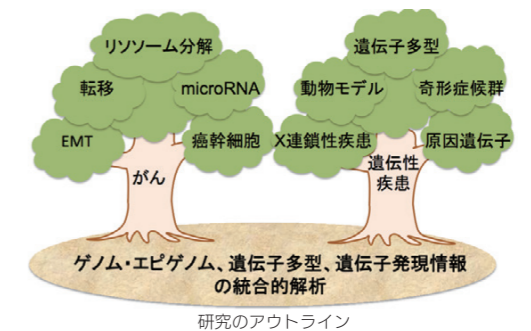 リソソーム分解
転移
microRNA
EMT
癌幹細胞
がん
遺伝子多型
動物モデル
奇形症候群
X連鎖性疾患
原因遺伝子
遺伝性
疾患
ゲノム・エピゲノム、遺伝子多型、遺伝子発現情報
の統合的解析
研究のアウトライン